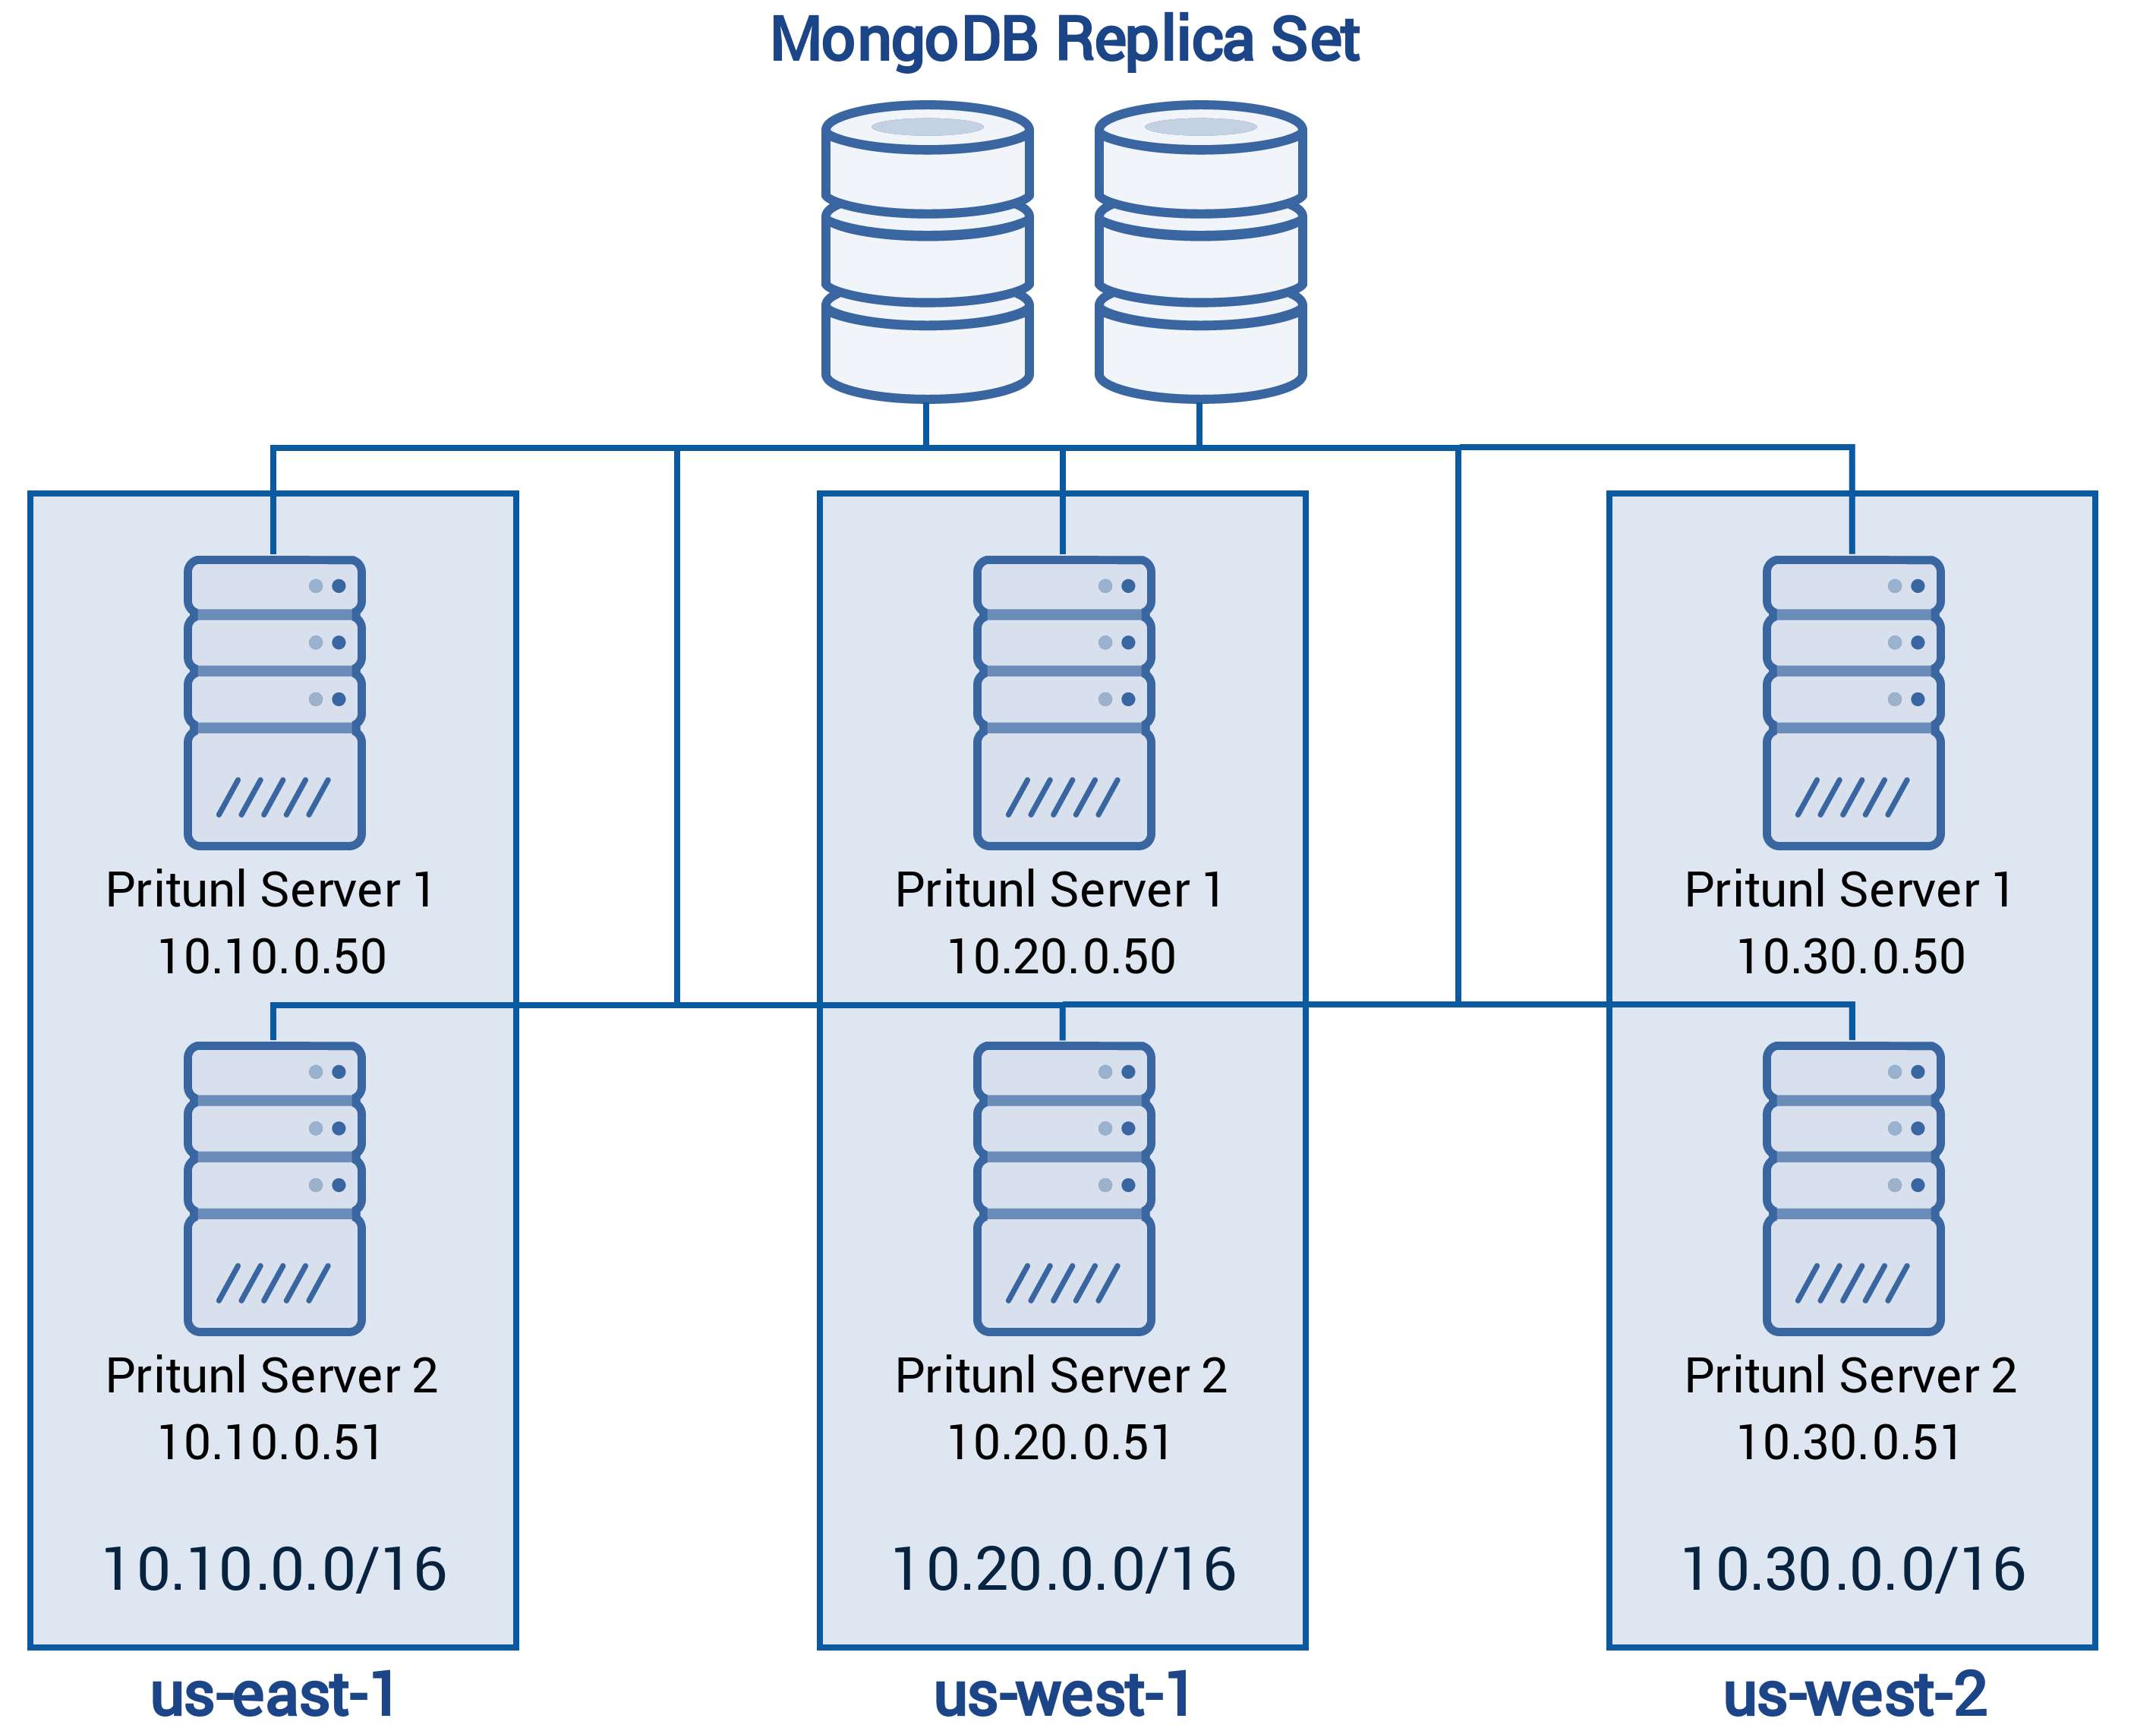 MongoDB Replica Set
Pritunl Server 1
10.10.0.50
Pritunl Server 2
10.10.0.51
10.10.0.0/16
us-east-1
Pritunl Server 1
10.20.0.50
Pritunl Server 2
10.20.0.51
10.20.0.0/16
us-west-1
Pritunl Server 1
10.30.0.50
Pritunl Server 2
10.30.0.51
10.30.0.0/16
us-west-2